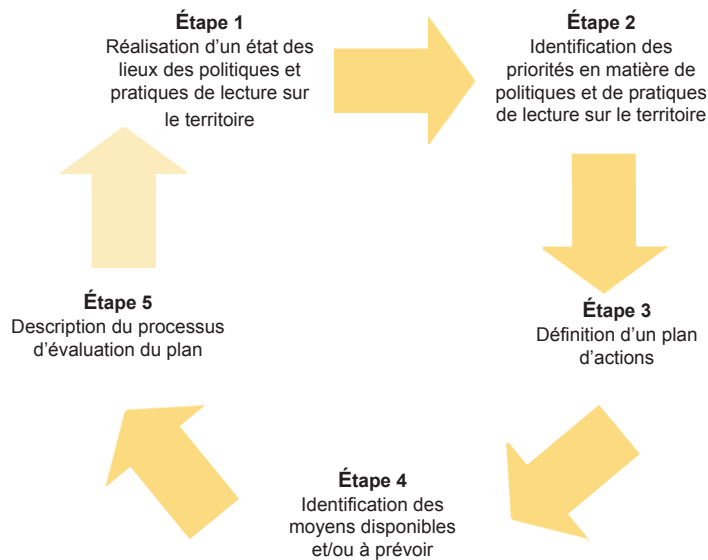 Étape 1
Réalisation d’un état des
lieux des politiques et
pratiques de lecture sur
le territoire
Étape 2
Identification des
priorités en matière de
politiques et de pratiques
de lecture sur le territoire
Étape 3
Définition d’un plan
d’actions
Étape 4
Identification des
moyens disponibles
et/ou à prévoir
Étape 5
Description du processus
d’évaluation du plan